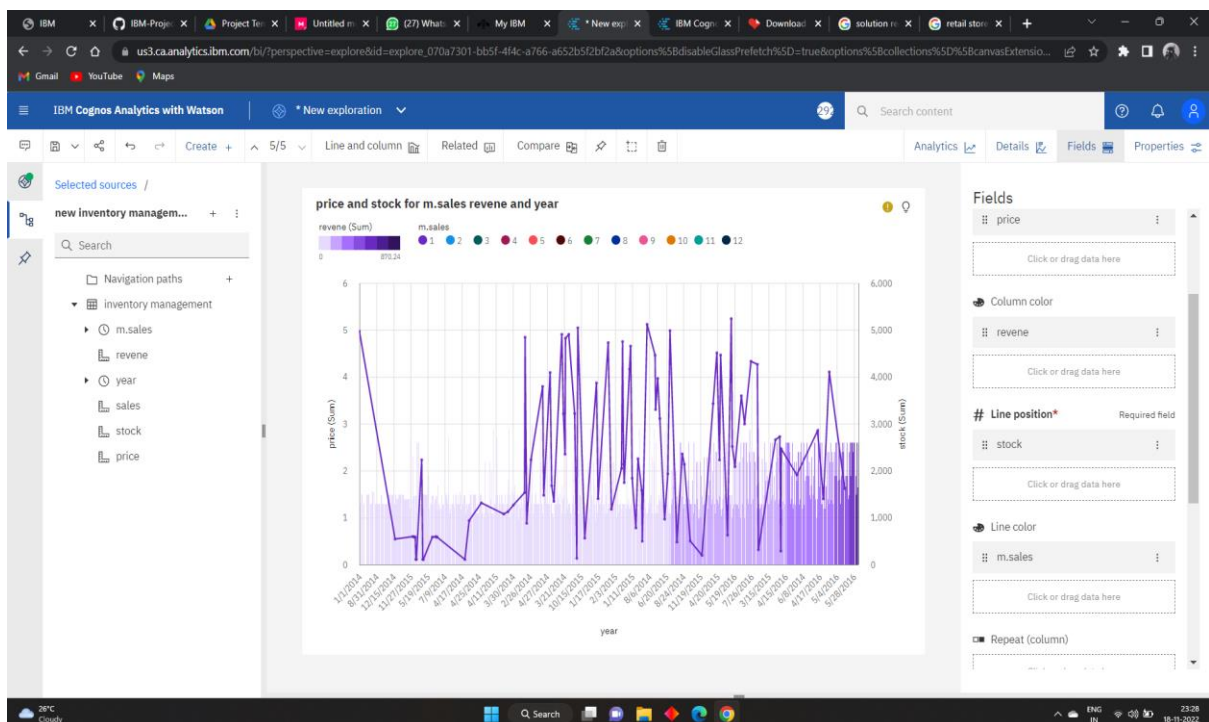 IBM
IBM-Projec
Project Ter
Untitled m
(27) Whats
My IBM
* New exp
IBM Cogn
Download
solution re
retail store
us3.ca.analytics.ibm.com/bi/?perspective=explore&id=explore_070a7301-bb5f-4f4c-a766-a652b5f2bf2a&options%5BdisableGlassPrefetch%5D=true&options%5Bcollections%5D%5BcanvasExtensio...
Gmail YouTube Maps
IBM Cognos Analytics with Watson * New exploration Search content
Create + 5/5 Line and column Related Compare Analytics Details Fields Properties
Selected sources /
new inventory managem...
Search
Navigation paths
inventory management
m.sales
revene
year
sales
stock
price
price and stock for m.sales revene and year
revene (Sum) m.sales
1 2 3 4 5 6 7 8 9 10 11 12
0 870.24
6 6,000
5 5,000
4 4,000
3 3,000
2 2,000
1 1,000
0 0
price (Sum)
stock (Sum)
1/1/2014 8/31/2014 12/15/2014 11/27/2015 5/19/2015 7/9/2014 4/17/2014 4/25/2014 4/11/2015 3/30/2014 2/26/2014 4/27/2014 3/21/2014 10/15/2015 1/17/2015 2/3/2015 1/11/2015 8/6/2014 6/20/2015 8/24/2014 11/19/2015 4/20/2015 5/19/2016 7/26/2016 3/15/2015 4/15/2016 6/8/2014 4/17/2016 5/4/2016 5/28/2016
year
Fields
price
Click or drag data here
Column color
revene
Click or drag data here
# Line position* Required field
stock
Click or drag data here
Line color
m.sales
Click or drag data here
Repeat (column)
26°C
Cloudy
Search
ENG
IN
23:28
18-11-2022